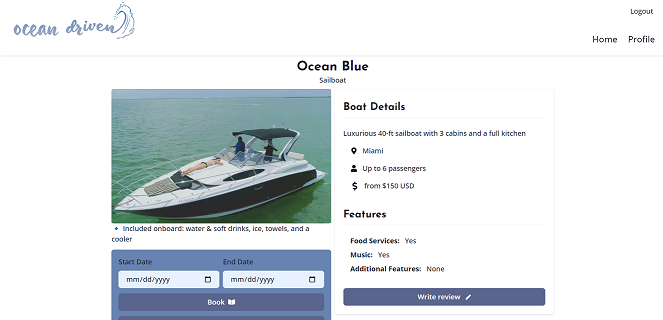 ocean driven
Logout
Home Profile
Ocean Blue
Sailboat
Included onboard: water & soft drinks, ice, towels, and a
cooler
Start Date End Date
mm/dd/yyyy mm/dd/yyyy
Book
Boat Details
Luxurious 40-ft sailboat with 3 cabins and a full kitchen
Miami
Up to 6 passengers
from $150 USD
Features
Food Services: Yes
Music: Yes
Additional Features: None
Write review